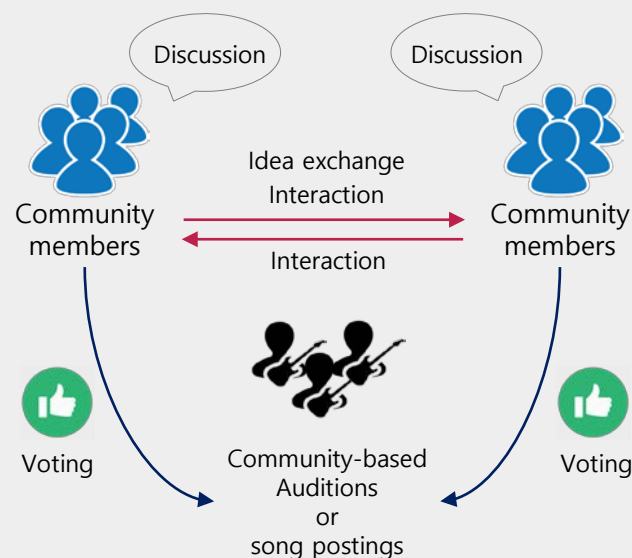 Discussion
Discussion
Idea exchange
Interaction
Community
members
Community
members
Interaction
Voting
Voting
Community-based
Auditions
or
song postings